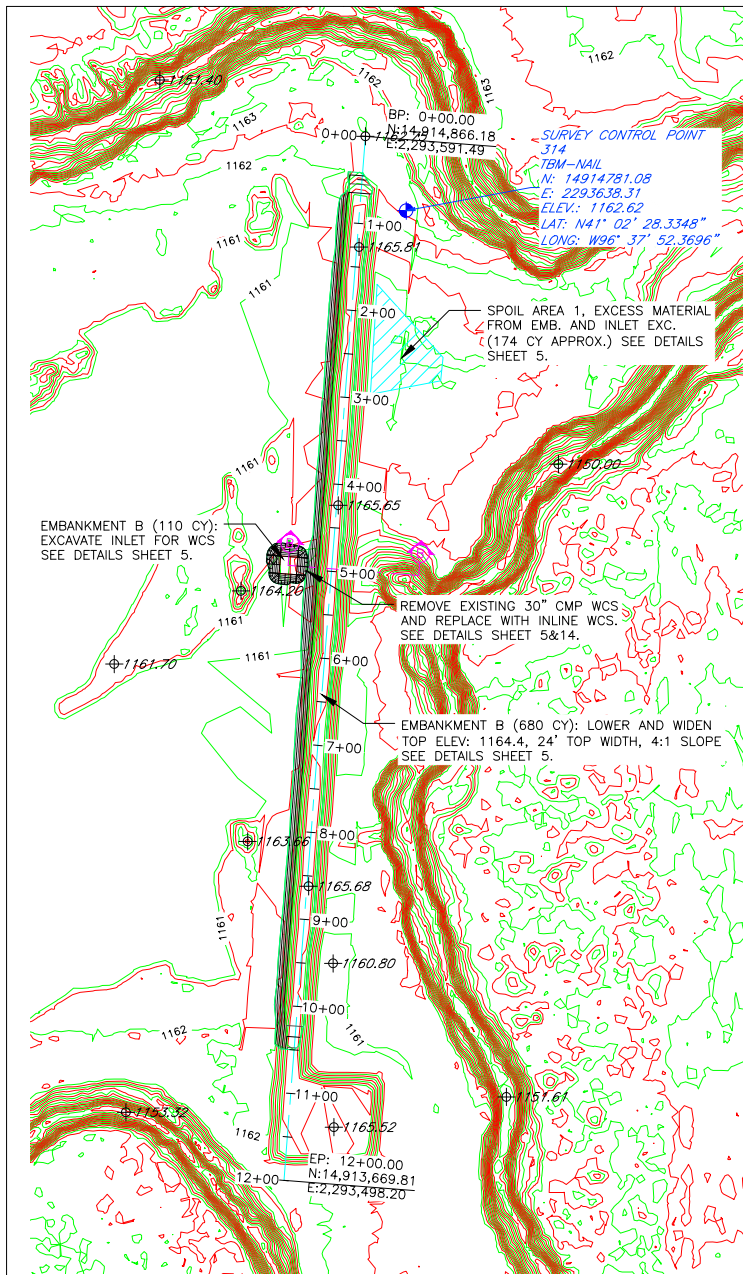 1162
1151.40
1162
1163
1163
BP: 0+00.00
N:14,914,866.18
E:2,293,591.49
0+00
1162
SURVEY CONTROL POINT
314
TBM-NAIL
N: 14914781.08
E: 2293638.31
ELEV.: 1162.62
LAT: N41° 02' 28.3348"
LONG: W96° 37' 52.3696"
1161
1+00
1165.81
1161
2+00
SPOIL AREA 1, EXCESS MATERIAL
FROM EMB. AND INLET EXC.
(174 CY APPROX.) SEE DETAILS
SHEET 5.
3+00
1161
1150.00
4+00
1165.65
EMBANKMENT B (110 CY):
EXCAVATE INLET FOR WCS
SEE DETAILS SHEET 5.
5+00
1164.20
REMOVE EXISTING 30" CMP WCS
AND REPLACE WITH INLINE WCS.
SEE DETAILS SHEET 5&14.
1161
1161
1161.70
6+00
EMBANKMENT B (680 CY): LOWER AND WIDEN
TOP ELEV: 1164.4, 24' TOP WIDTH, 4:1 SLOPE
SEE DETAILS SHEET 5.
7+00
8+00
1163.66
1165.68
9+00
1161
1160.80
10+00
1162
1161
11+00
1151.61
1153.32
1165.52
1162
EP: 12+00.00
N:14,913,669.81
E:2,293,498.20
12+00